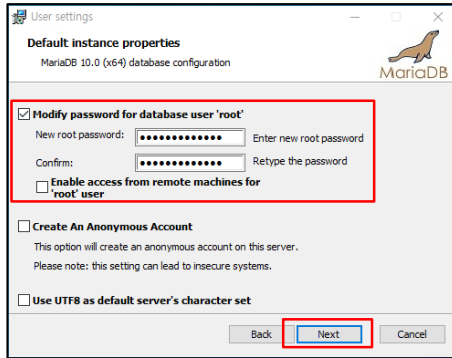 User settings
Default instance properties
MariaDB 10.0 (x64) database configuration
MariaDB
Modify password for database user 'root'
New root password: ••••••••••••• Enter new root password
Confirm: ••••••••••••• Retype the password
Enable access from remote machines for
'root' user
Create An Anonymous Account
This option will create an anonymous account on this server.
Please note: this setting can lead to insecure systems.
Use UTF8 as default server's character set
Back Next Cancel